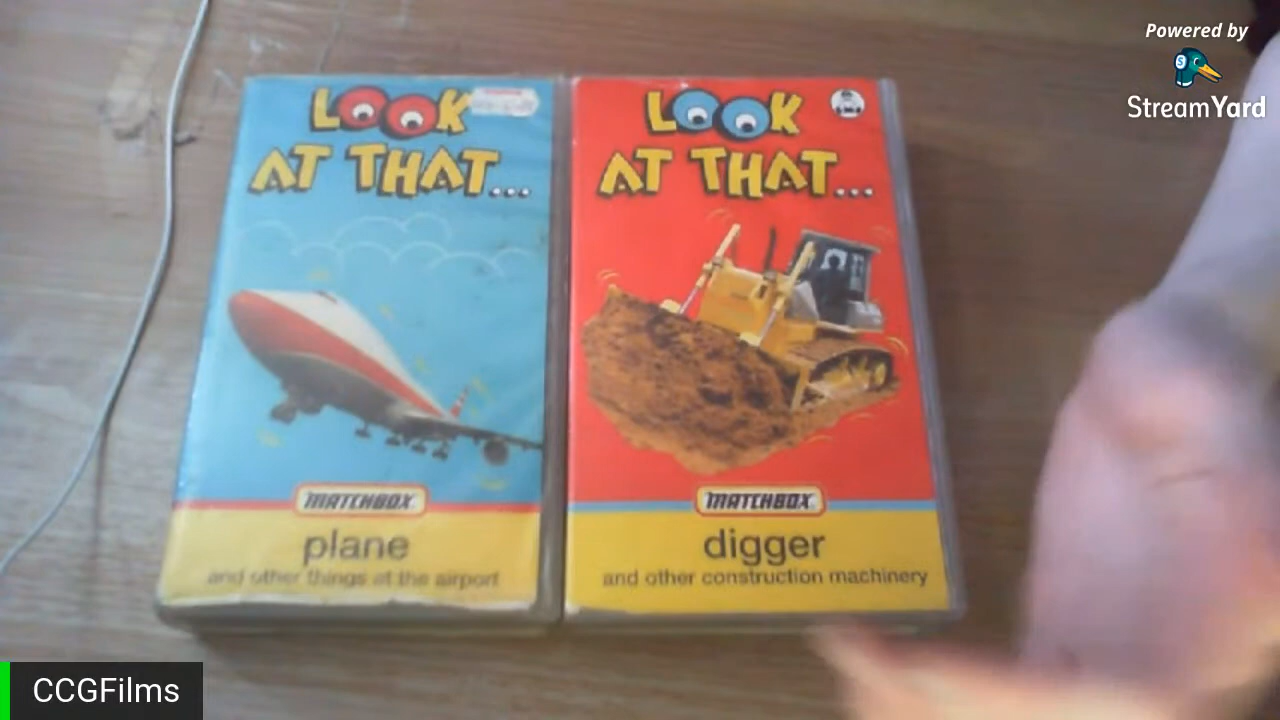 Powered by
StreamYard
LOOK
AT THAT...
MATCHBOX
plane
and other things at the airport
LOOK
AT THAT...
MATCHBOX
digger
and other construction machinery
CCGFilms